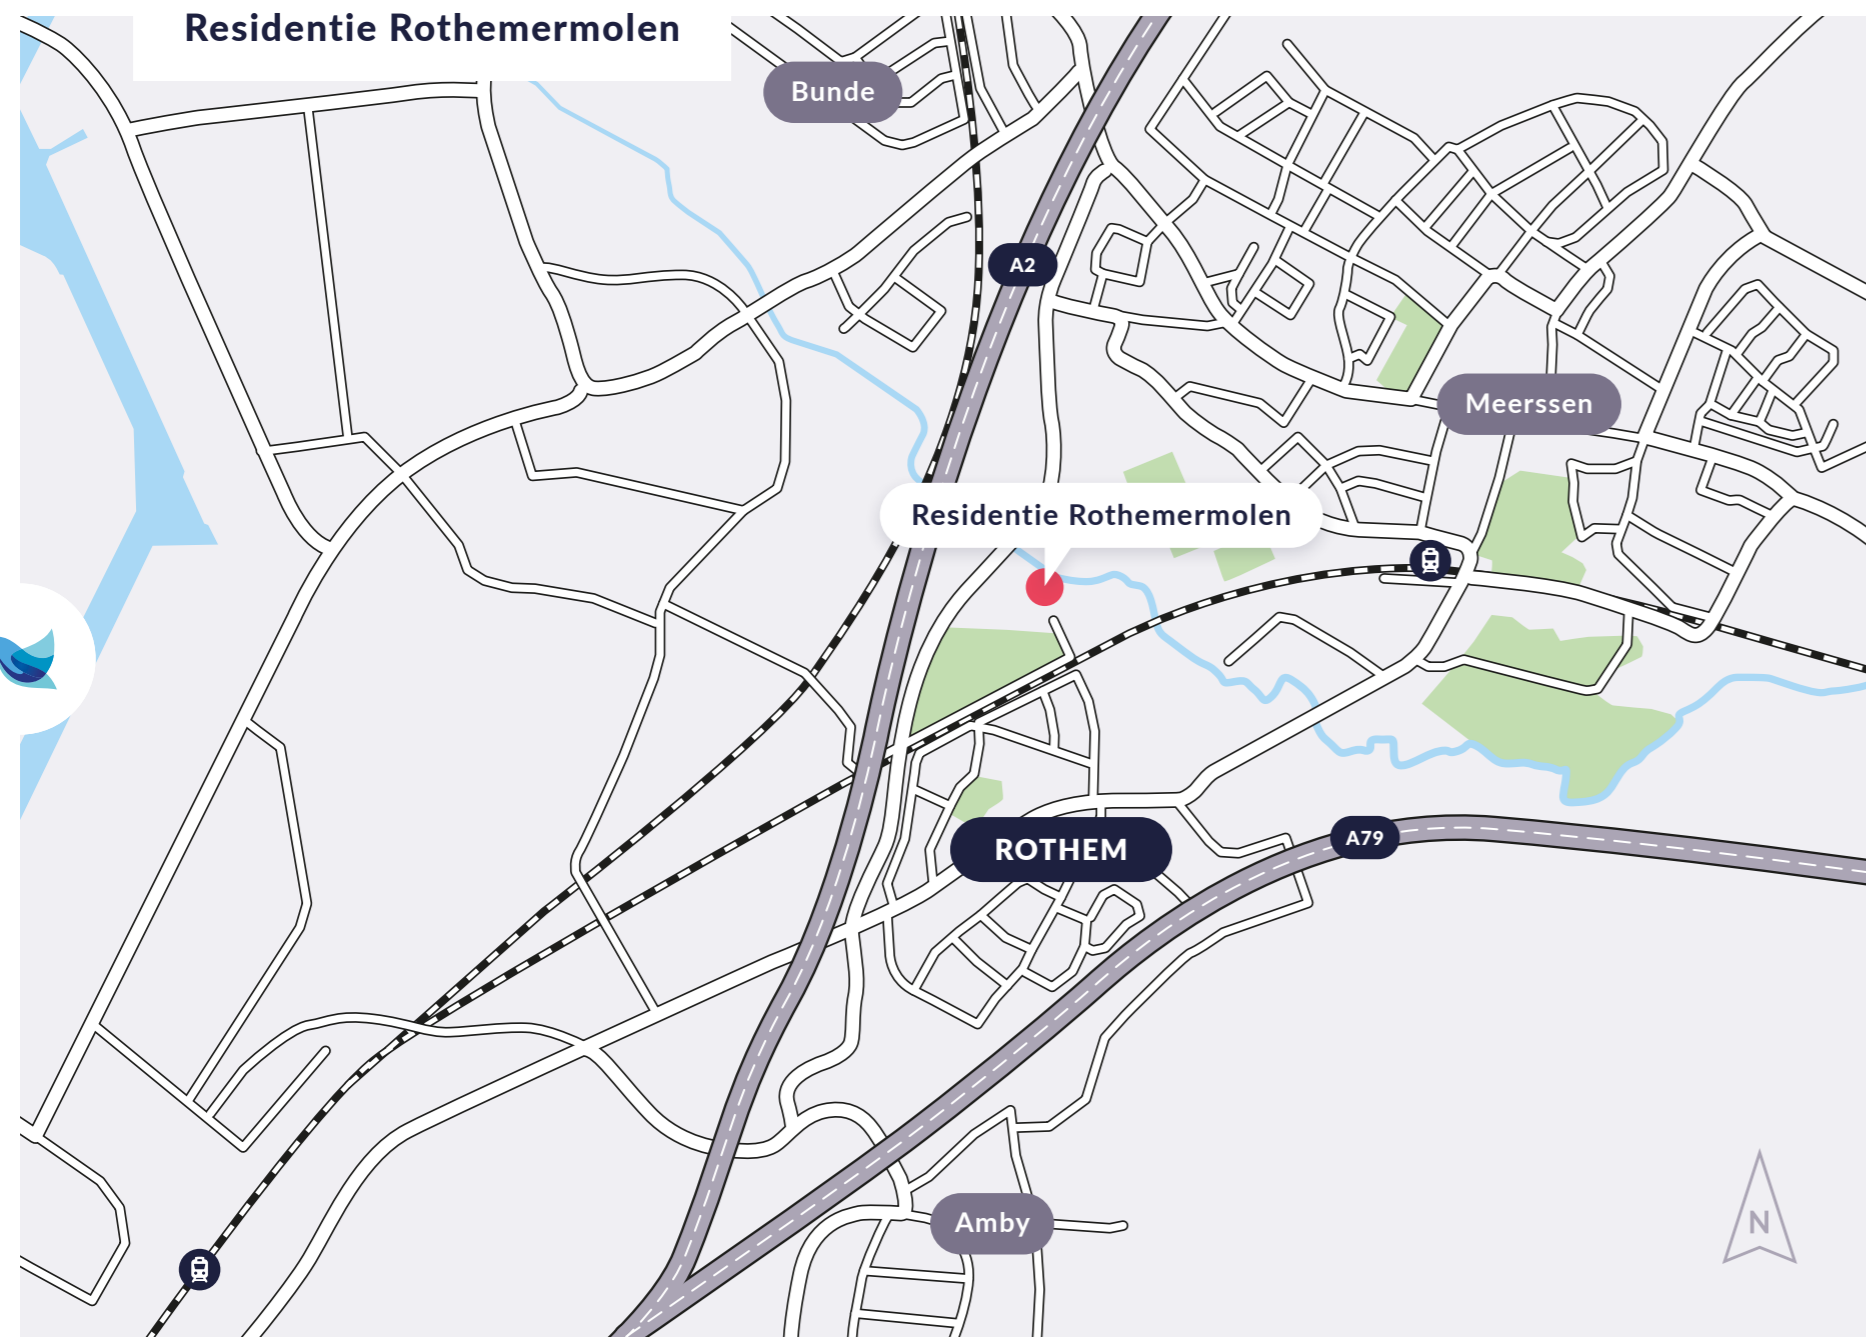 Residentie Rothemermolen
Bunde
A2
Meerssen
Residentie Rothemermolen
A79
ROTHEM
Amby
N